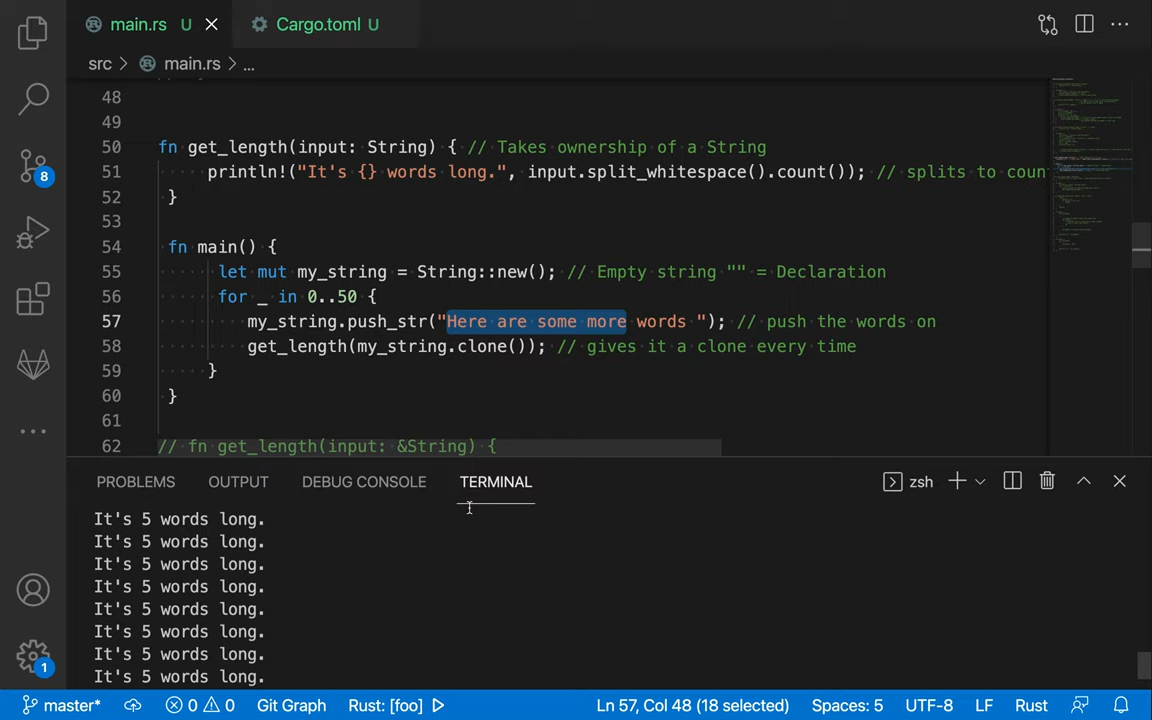 main.rs U
Cargo.toml U
src > main.rs > ...
48
49
50 fn get_length(input: String) { // Takes ownership of a String
51 println!("It's {} words long.", input.split_whitespace().count()); // splits to coun
52 }
53
54 fn main() {
55 let mut my_string = String::new(); // Empty string "" = Declaration
56 for _ in 0..50 {
57 my_string.push_str("Here are some more words "); // push the words on
58 get_length(my_string.clone()); // gives it a clone every time
59 }
60 }
61
62 // fn get_length(input: &String) {
8
PROBLEMS OUTPUT DEBUG CONSOLE TERMINAL
zsh
It's 5 words long.
It's 5 words long.
It's 5 words long.
It's 5 words long.
It's 5 words long.
It's 5 words long.
It's 5 words long.
It's 5 words long.
1
master* 0 0 Git Graph Rust: [foo] Ln 57, Col 48 (18 selected) Spaces: 5 UTF-8 LF Rust